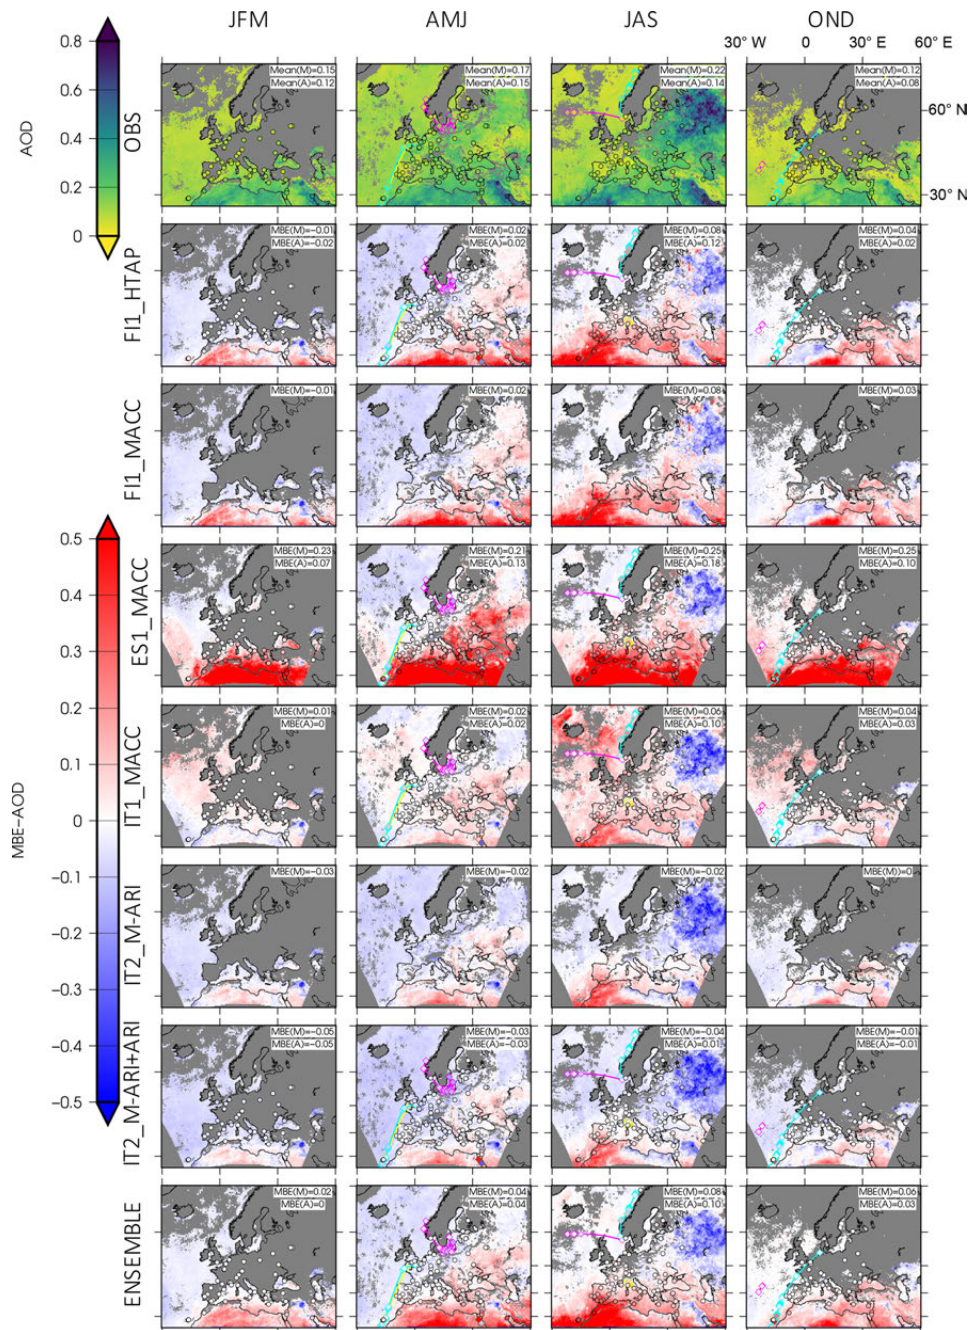 JFM AMJ JAS OND
30° W 0 30° E 60° E
0.8
0.6
0.4
0.2
0
AOD
OBS
Mean(M)=0.15 Mean(M)=0.17 Mean(M)=0.22 Mean(M)=0.12
Mean(A)=0.12 Mean(A)=0.15 Mean(A)=0.14 Mean(A)=0.08
60° N
30° N
FI1_HTAP
MBE(M)=-0.01 MBE(M)=0.02 MBE(M)=0.08 MBE(M)=0.04
MBE(A)=-0.02 MBE(A)=0.02 MBE(A)=0.12 MBE(A)=0.02
FI1_MACC
MBE(M)=-0.01 MBE(M)=0.02 MBE(M)=0.08 MBE(M)=0.03
0.5
0.4
0.3
0.2
0.1
0
−0.1
−0.2
−0.3
−0.4
−0.5
MBE−AOD
ES1_MACC
MBE(M)=0.23 MBE(M)=0.21 MBE(M)=0.25 MBE(M)=0.25
MBE(A)=0.07 MBE(A)=0.13 MBE(A)=0.18 MBE(A)=0.10
IT1_MACC
MBE(M)=0.01 MBE(M)=0.02 MBE(M)=0.06 MBE(M)=0.04
MBE(A)=0 MBE(A)=0.02 MBE(A)=0.10 MBE(A)=0.03
IT2_M-ARI
MBE(M)=-0.03 MBE(M)=-0.02 MBE(M)=-0.02 MBE(M)=0
IT2_M-ARI+ARI
MBE(M)=-0.05 MBE(M)=-0.03 MBE(M)=-0.04 MBE(M)=-0.01
MBE(A)=-0.05 MBE(A)=-0.03 MBE(A)=0.01 MBE(A)=-0.01
ENSEMBLE
MBE(M)=0.02 MBE(M)=0.04 MBE(M)=0.08 MBE(M)=0.06
MBE(A)=0 MBE(A)=0.04 MBE(A)=0.10 MBE(A)=0.03